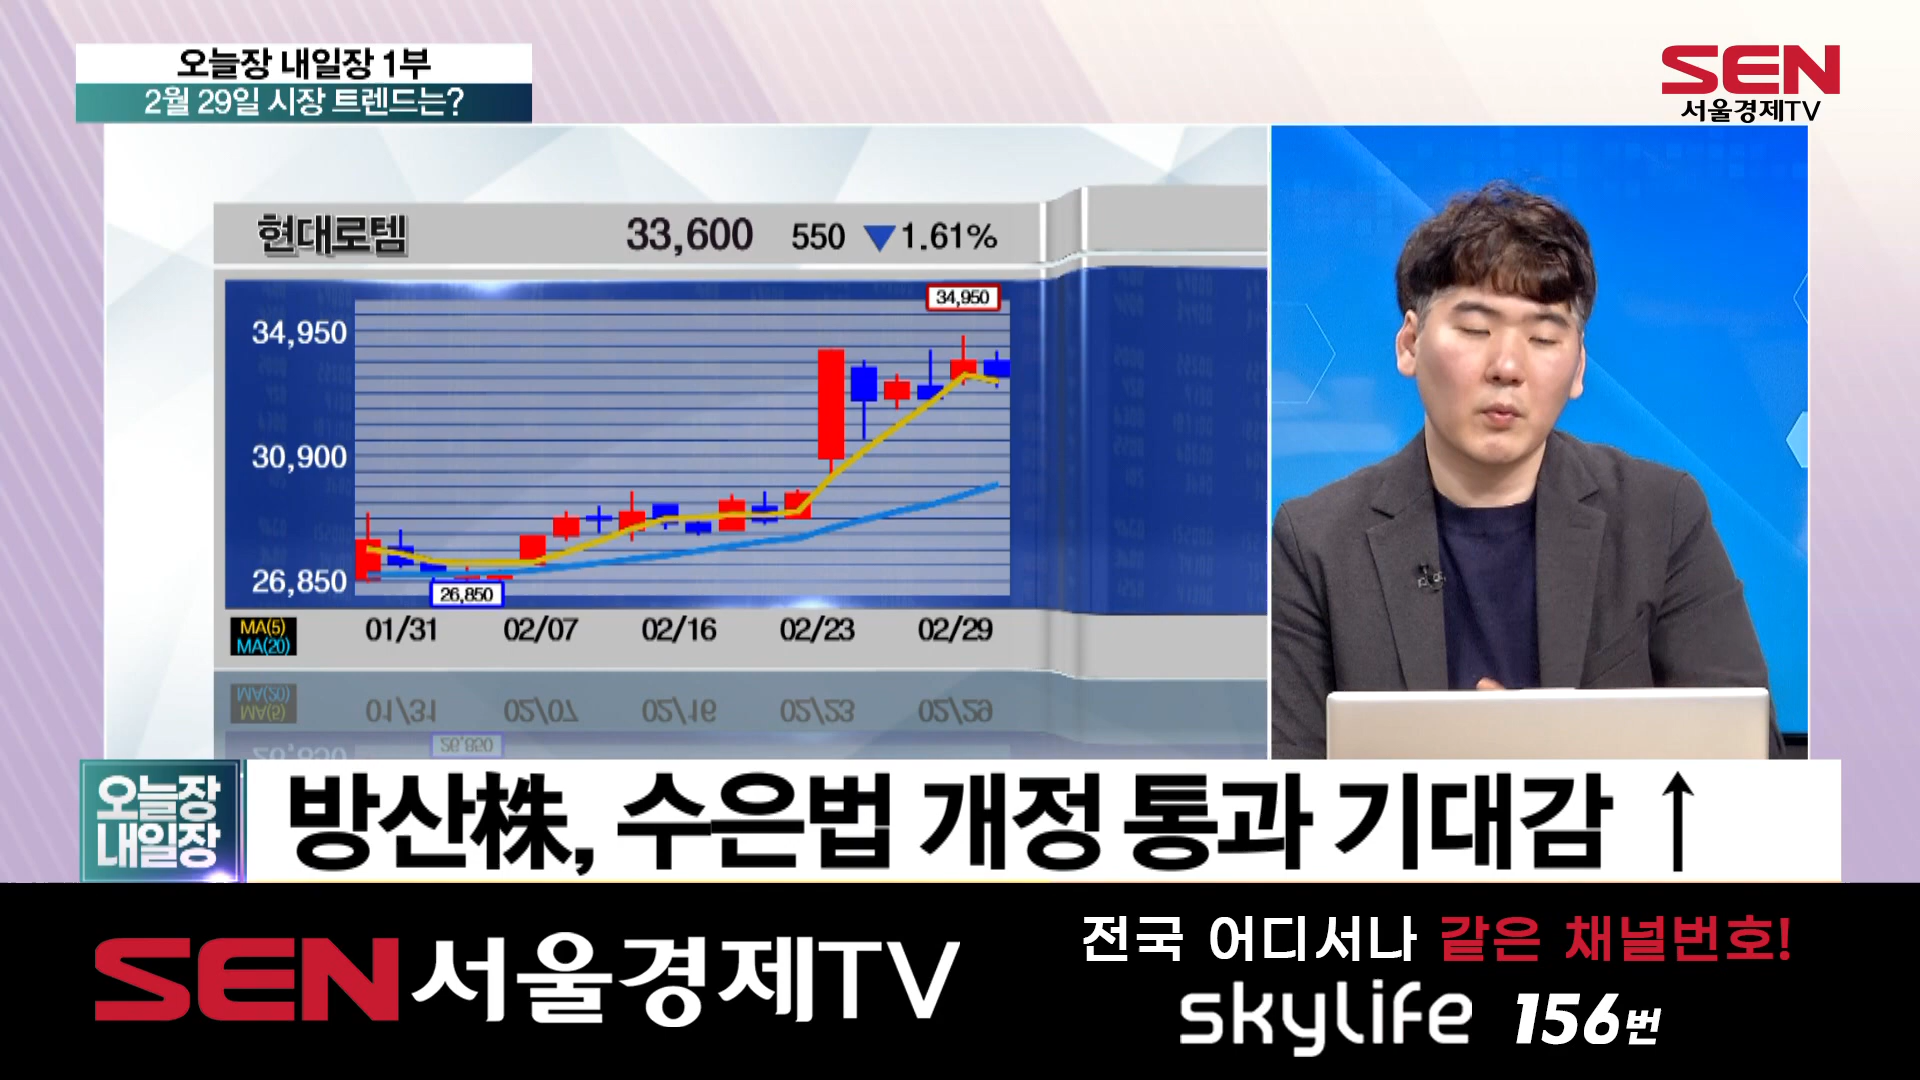 오늘장 내일장 1부
2월 29일 시장 트렌드는?
SEN
서울경제TV
현대로템 33,600 550 ▼1.61%
34,950
34,950
30,900
26,850
26,850
MA(5)
MA(20)
01/31 02/07 02/16 02/23 02/29
오늘장
내일장
방산株, 수은법 개정 통과 기대감 ↑
SEN 서울경제TV
전국 어디서나 같은 채널번호!
skylife 156번